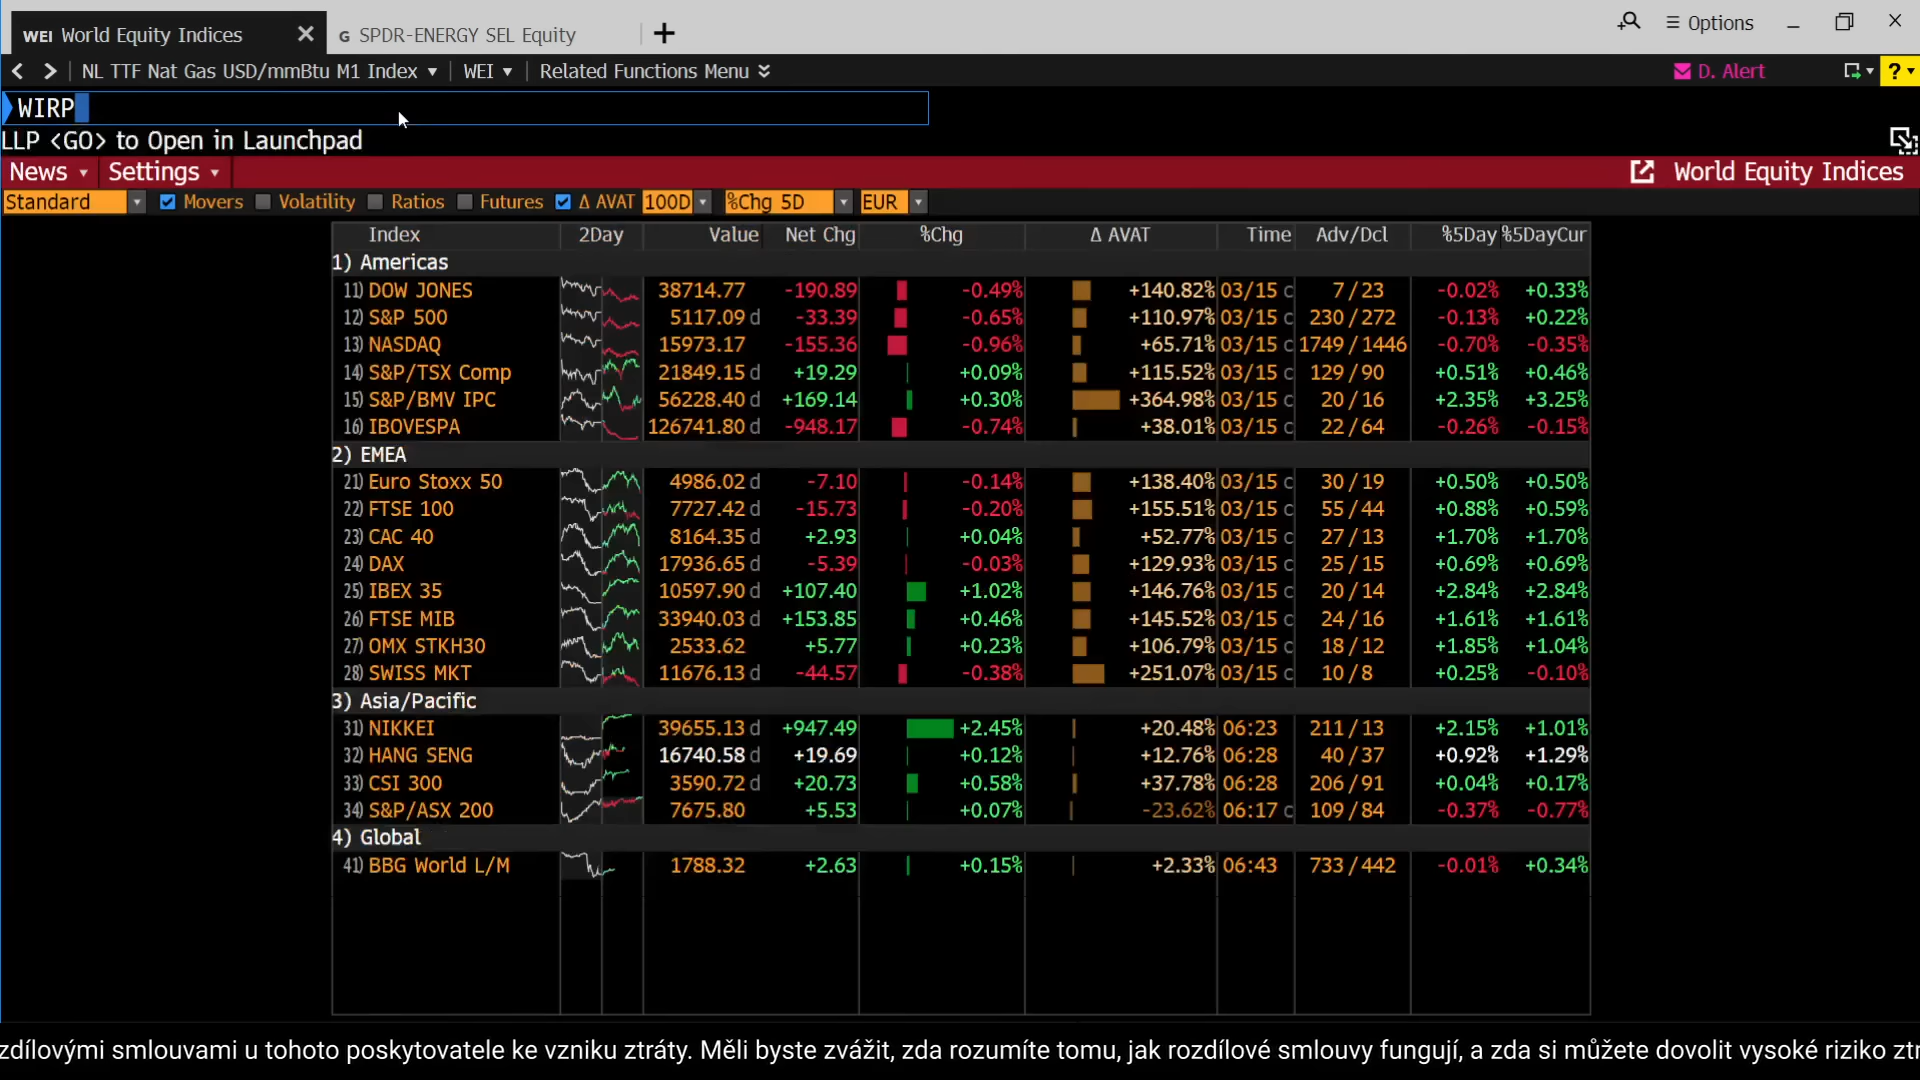 WEI World Equity Indices G SPDR-ENERGY SEL Equity Options
NL TTF Nat Gas USD/mmBtu M1 Index WEI Related Functions Menu D. Alert ?
WIRP
LLP <GO> to Open in Launchpad
News Settings World Equity Indices
Standard Movers Volatility Ratios Futures Δ AVAT 100D %Chg 5D EUR
Index 2Day Value Net Chg %Chg Δ AVAT Time Adv/Dcl %5Day %5DayCur
1) Americas
11) DOW JONES 38714.77 -190.89 -0.49% +140.82% 03/15 c 7/23 -0.02% +0.33%
12) S&P 500 5117.09 d -33.39 -0.65% +110.97% 03/15 c 230/272 -0.13% +0.22%
13) NASDAQ 15973.17 -155.36 -0.96% +65.71% 03/15 c 1749/1446 -0.70% -0.35%
14) S&P/TSX Comp 21849.15 d +19.29 +0.09% +115.52% 03/15 c 129/90 +0.51% +0.46%
15) S&P/BMV IPC 56228.40 d +169.14 +0.30% +364.98% 03/15 c 20/16 +2.35% +3.25%
16) IBOVESPA 126741.80 d -948.17 -0.74% +38.01% 03/15 c 22/64 -0.26% -0.15%
2) EMEA
21) Euro Stoxx 50 4986.02 d -7.10 -0.14% +138.40% 03/15 c 30/19 +0.50% +0.50%
22) FTSE 100 7727.42 d -15.73 -0.20% +155.51% 03/15 c 55/44 +0.88% +0.59%
23) CAC 40 8164.35 d +2.93 +0.04% +52.77% 03/15 c 27/13 +1.70% +1.70%
24) DAX 17936.65 d -5.39 -0.03% +129.93% 03/15 c 25/15 +0.69% +0.69%
25) IBEX 35 10597.90 d +107.40 +1.02% +146.76% 03/15 c 20/14 +2.84% +2.84%
26) FTSE MIB 33940.03 d +153.85 +0.46% +145.52% 03/15 c 24/16 +1.61% +1.61%
27) OMX STKH30 2533.62 +5.77 +0.23% +106.79% 03/15 c 18/12 +1.85% +1.04%
28) SWISS MKT 11676.13 d -44.57 -0.38% +251.07% 03/15 c 10/8 +0.25% -0.10%
3) Asia/Pacific
31) NIKKEI 39655.13 d +947.49 +2.45% +20.48% 06:23 211/13 +2.15% +1.01%
32) HANG SENG 16740.58 d +19.69 +0.12% +12.76% 06:28 40/37 +0.92% +1.29%
33) CSI 300 3590.72 d +20.73 +0.58% +37.78% 06:28 206/91 +0.04% +0.17%
34) S&P/ASX 200 7675.80 +5.53 +0.07% -23.62% 06:17 c 109/84 -0.37% -0.77%
4) Global
41) BBG World L/M 1788.32 +2.63 +0.15% +2.33% 06:43 733/442 -0.01% +0.34%
zdílovými smlouvami u tohoto poskytovatele ke vzniku ztráty. Měli byste zvážit, zda rozumíte tomu, jak rozdílové smlouvy fungují, a zda si můžete dovolit vysoké riziko ztr